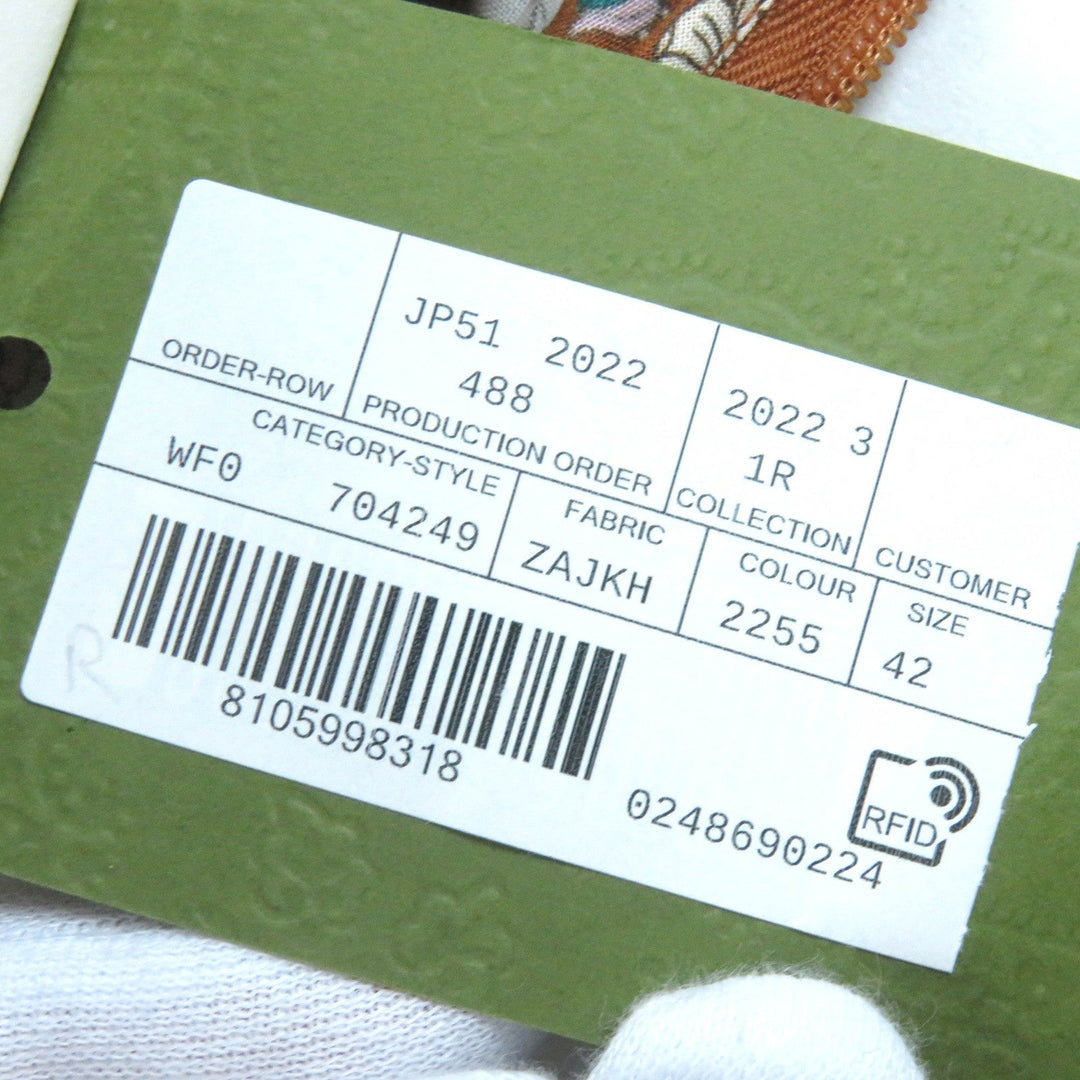 JP51 2022
488
2022 3
1R
ORDER-ROW
PRODUCTION ORDER
COLLECTION
CUSTOMER
CATEGORY-STYLE
WF0 704249
FABRIC
ZAJKH
COLOUR
2255
SIZE
42
R
8105998318
0248690224
RFID